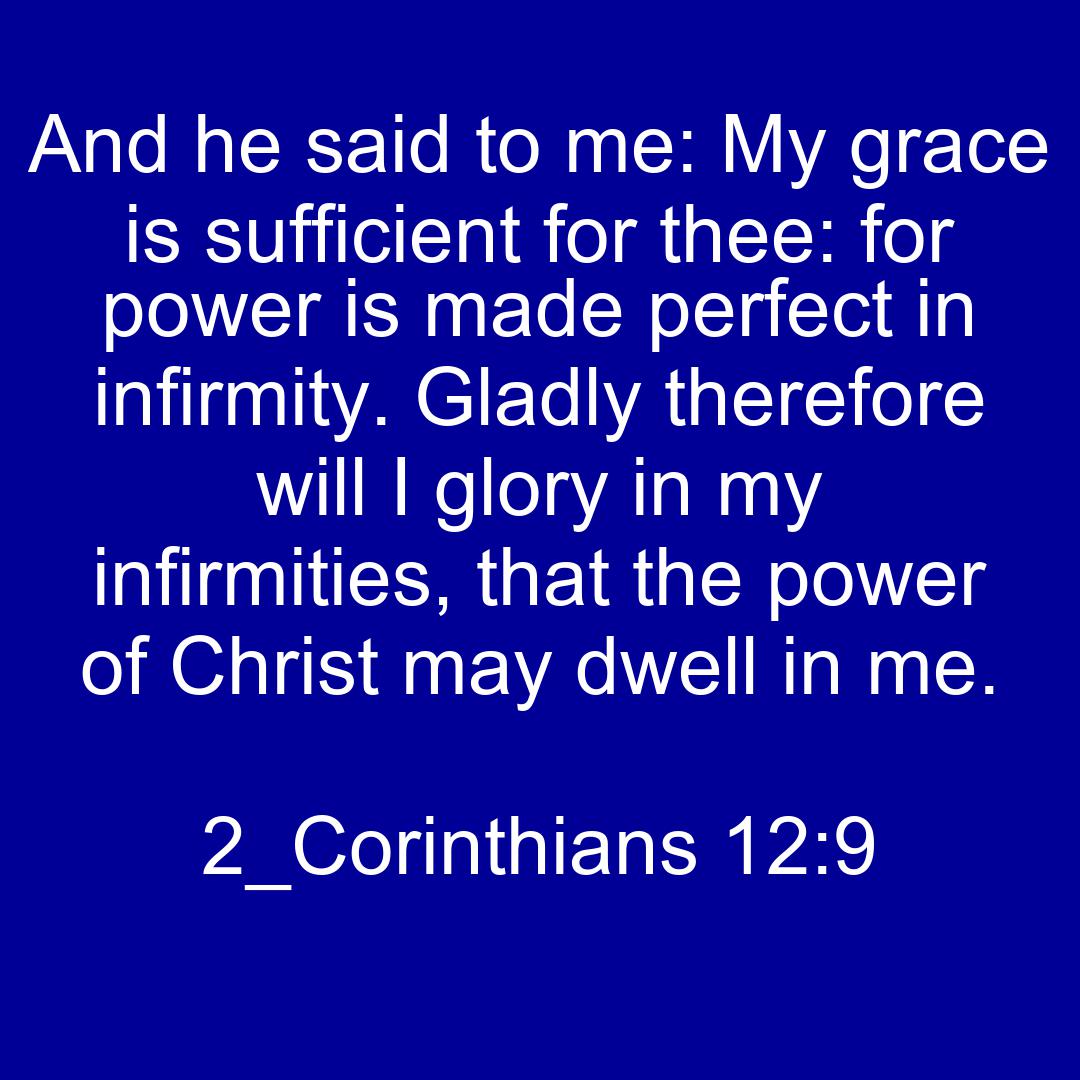 And he said to me: My grace
is sufficient for thee: for
power is made perfect in
infirmity. Gladly therefore
will I glory in my
infirmities, that the power
of Christ may dwell in me.
2_Corinthians 12:9